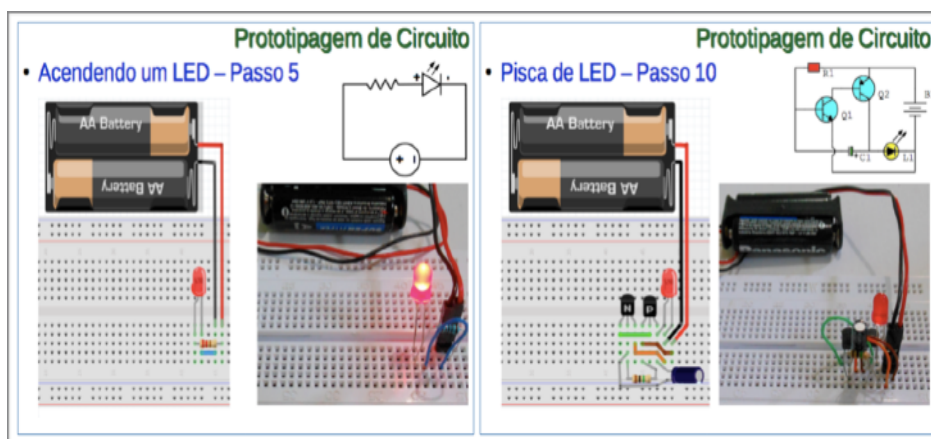 Prototipagem de Circuito
• Acendendo um LED – Passo 5
AA Battery
AA Battery
Prototipagem de Circuito
• Pisca de LED – Passo 10
R1
Q2
B
Q1
C1
L1
AA Battery
AA Battery
N P
Panasonic